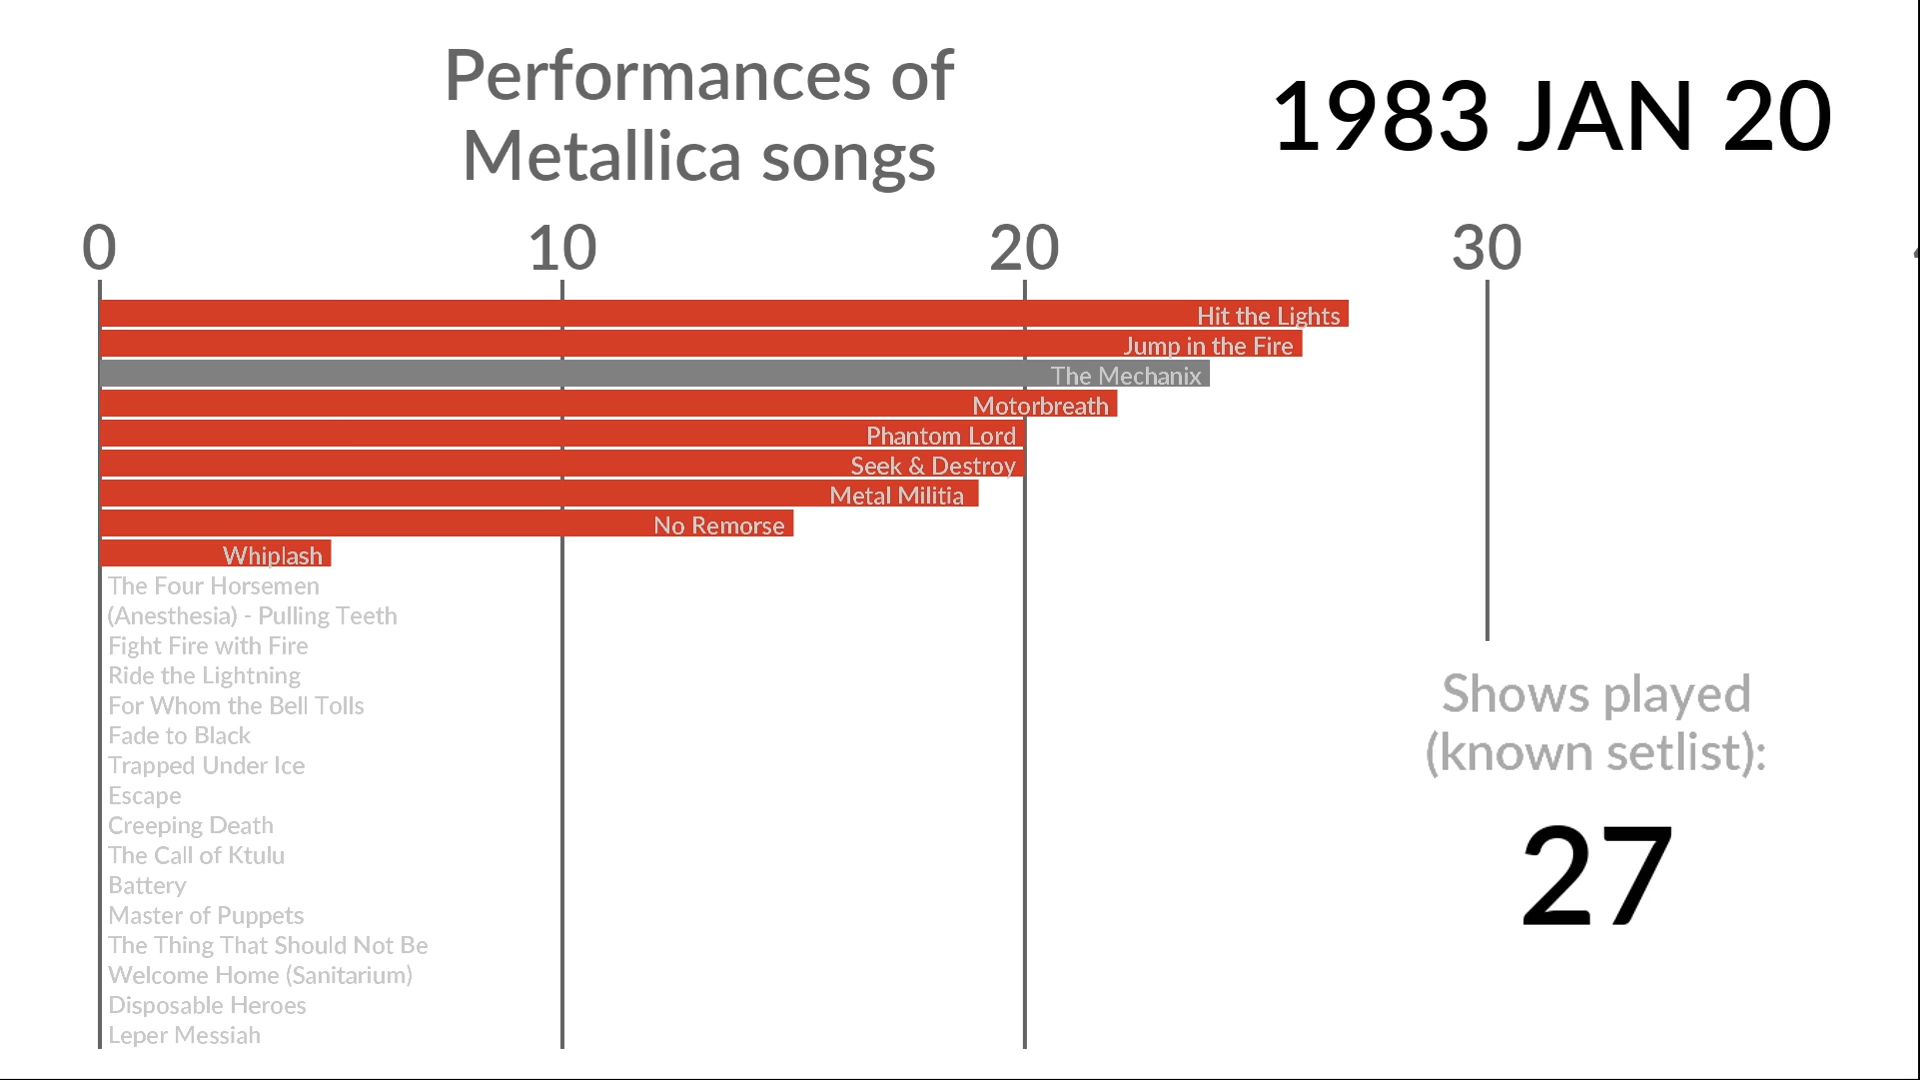 Performances of
Metallica songs
1983 JAN 20
0 10 20 30
Hit the Lights
Jump in the Fire
The Mechanix
Motorbreath
Phantom Lord
Seek & Destroy
Metal Militia
No Remorse
Whiplash
The Four Horsemen
(Anesthesia) - Pulling Teeth
Fight Fire with Fire
Ride the Lightning
For Whom the Bell Tolls
Fade to Black
Trapped Under Ice
Escape
Creeping Death
The Call of Ktulu
Battery
Master of Puppets
The Thing That Should Not Be
Welcome Home (Sanitarium)
Disposable Heroes
Leper Messiah
Shows played
(known setlist):
27